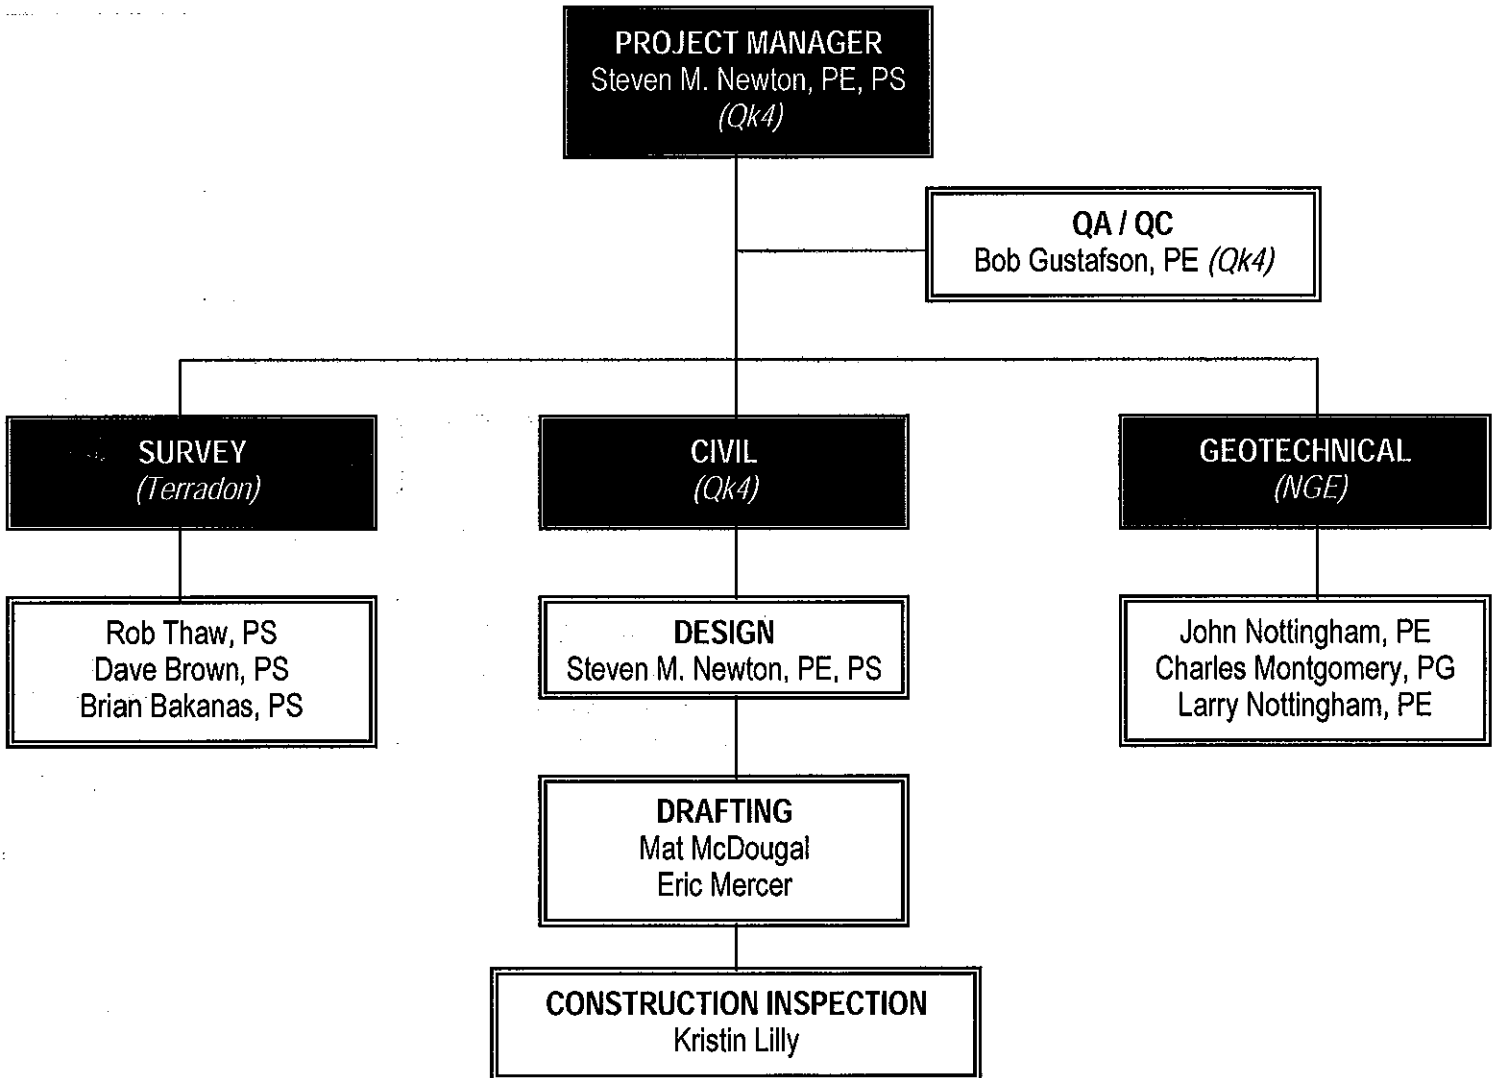 PROJECT MANAGER
Steven M. Newton, PE, PS
(Qk4)
QA / QC
Bob Gustafson, PE (Qk4)
SURVEY
(Terradon)
CIVIL
(Qk4)
GEOTECHNICAL
(NGE)
Rob Thaw, PS
Dave Brown, PS
Brian Bakanas, PS
DESIGN
Steven M. Newton, PE, PS
John Nottingham, PE
Charles Montgomery, PG
Larry Nottingham, PE
DRAFTING
Mat McDougal
Eric Mercer
CONSTRUCTION INSPECTION
Kristin Lilly